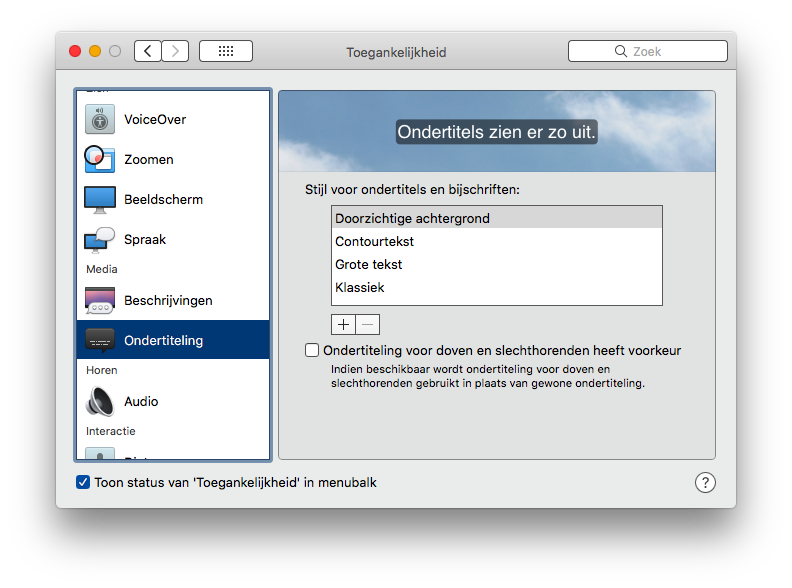 Toegankelijkheid
Zoek
VoiceOver
Zoomen
Beeldscherm
Spraak
Media
Beschrijvingen
Ondertiteling
Horen
Audio
Interactie
Ondertitels zien er zo uit.
Stijl voor ondertitels en bijschriften:
Doorzichtige achtergrond
Contourtekst
Grote tekst
Klassiek
Ondertiteling voor doven en slechthorenden heeft voorkeur
Indien beschikbaar wordt ondertiteling voor doven en
slechthorenden gebruikt in plaats van gewone ondertiteling.
Toon status van 'Toegankelijkheid' in menubalk
?